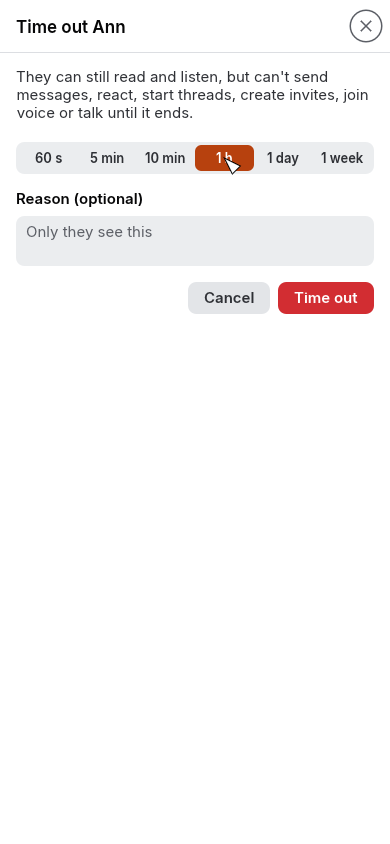 Time out Ann
They can still read and listen, but can't send
messages, react, start threads, create invites, join
voice or talk until it ends.
60 s 5 min 10 min 1 h 1 day 1 week
Reason (optional)
Only they see this
Cancel Time out